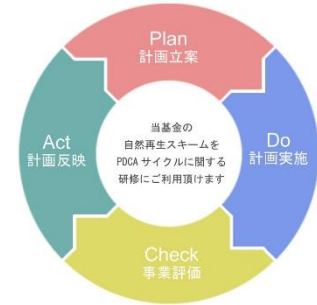 Plan
計画立案
Do
計画実施
Check
事業評価
Act
計画反映
当基金の
自然再生スキームを
PDCA サイクルに関する
研修にご利用頂けます